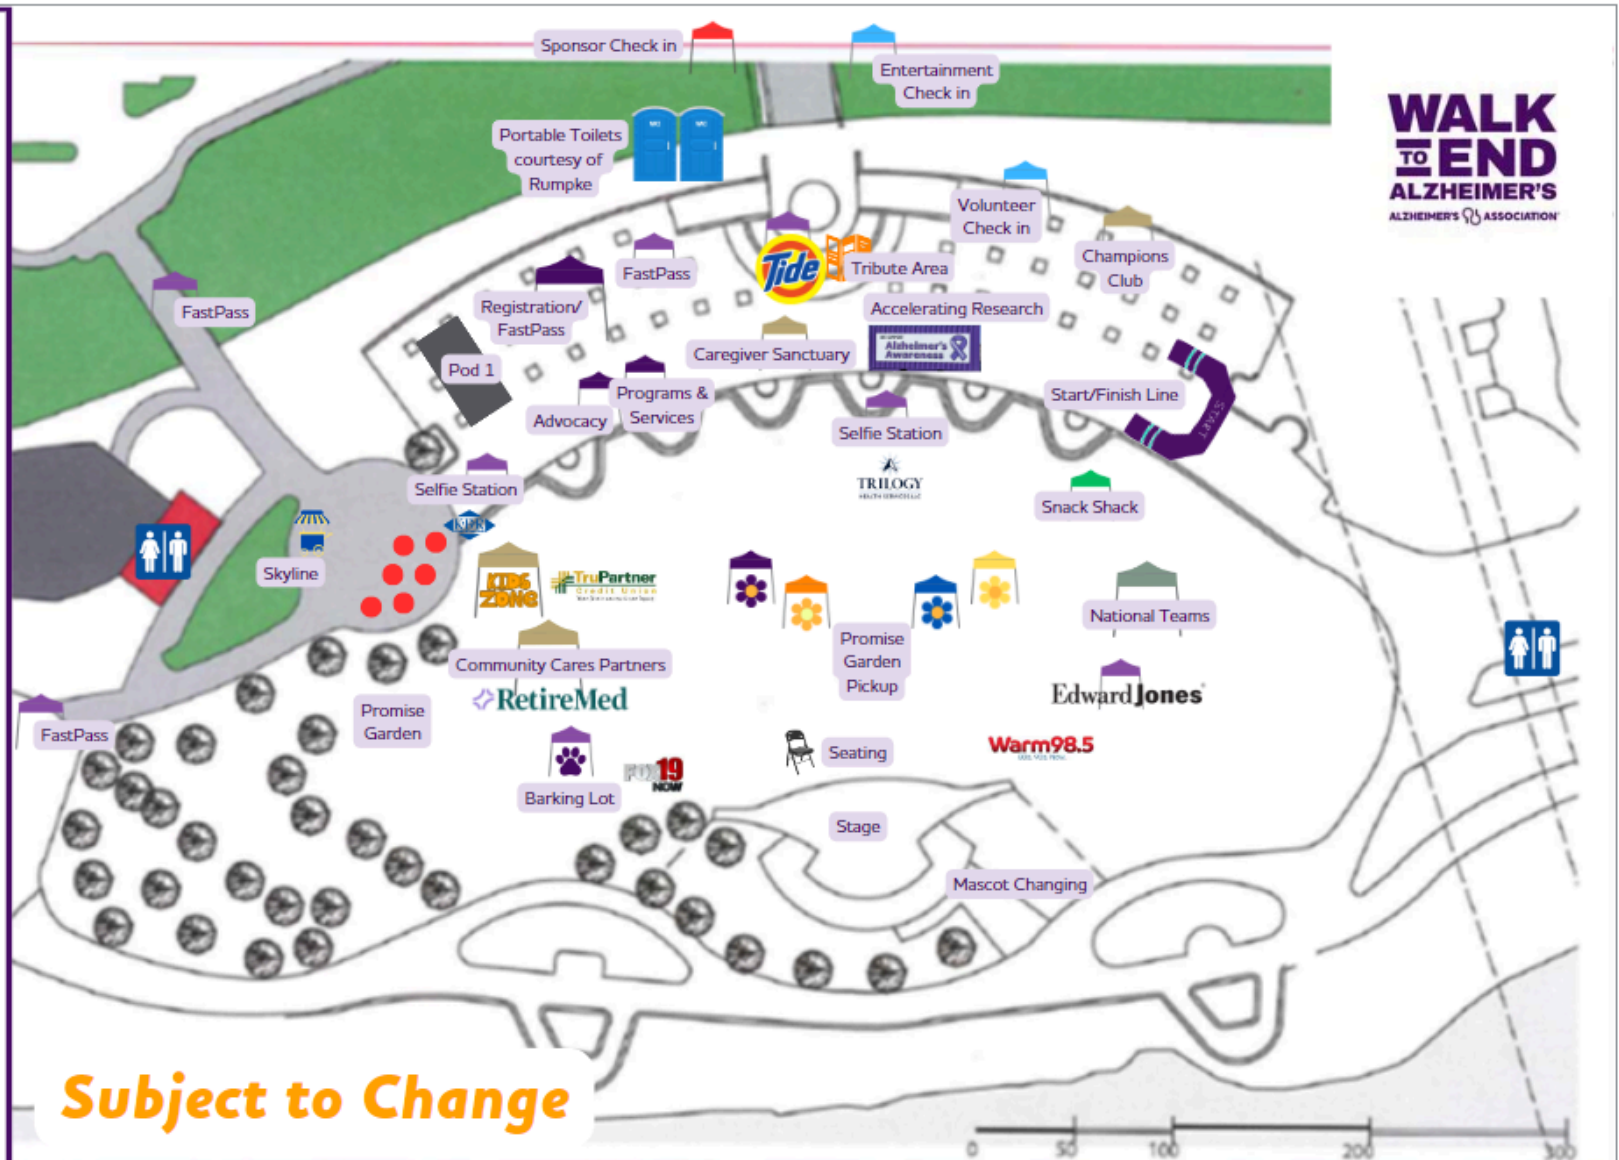 Sponsor Check in
Entertainment
Check in
WALK
TO END
ALZHEIMER'S
ALZHEIMER'S ASSOCIATION
Portable Toilets
courtesy of
Rumpke
Volunteer
Check in
Champions
Club
FastPass
Tide
Tribute Area
FastPass
Registration/
FastPass
Accelerating Research
Alzheimer's
Awareness
Caregiver Sanctuary
Pod 1
Programs &
Services
Advocacy
Start/Finish Line
START
Selfie Station
TRILOGY
Selfie Station
Snack Shack
Skyline
KIDS
ZONE
TruPartner
Credit Union
National Teams
Promise
Garden
Pickup
Community Cares Partners
RetireMed
Edward Jones
Promise
Garden
FastPass
Seating
Warm98.5
FOX19
NOW
Barking Lot
Stage
Mascot Changing
Subject to Change
0 50 100 200 300